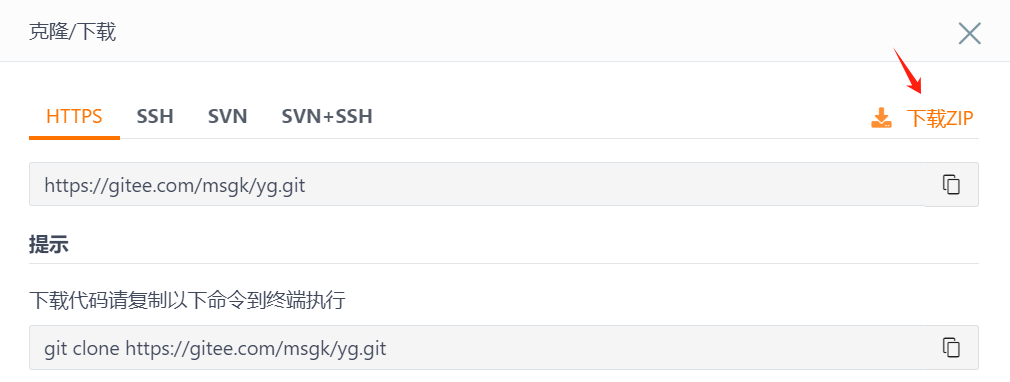 克隆/下载
HTTPS SSH SVN SVN+SSH 下载ZIP
https://gitee.com/msgk/yg.git
提示
下载代码请复制以下命令到终端执行
git clone https://gitee.com/msgk/yg.git